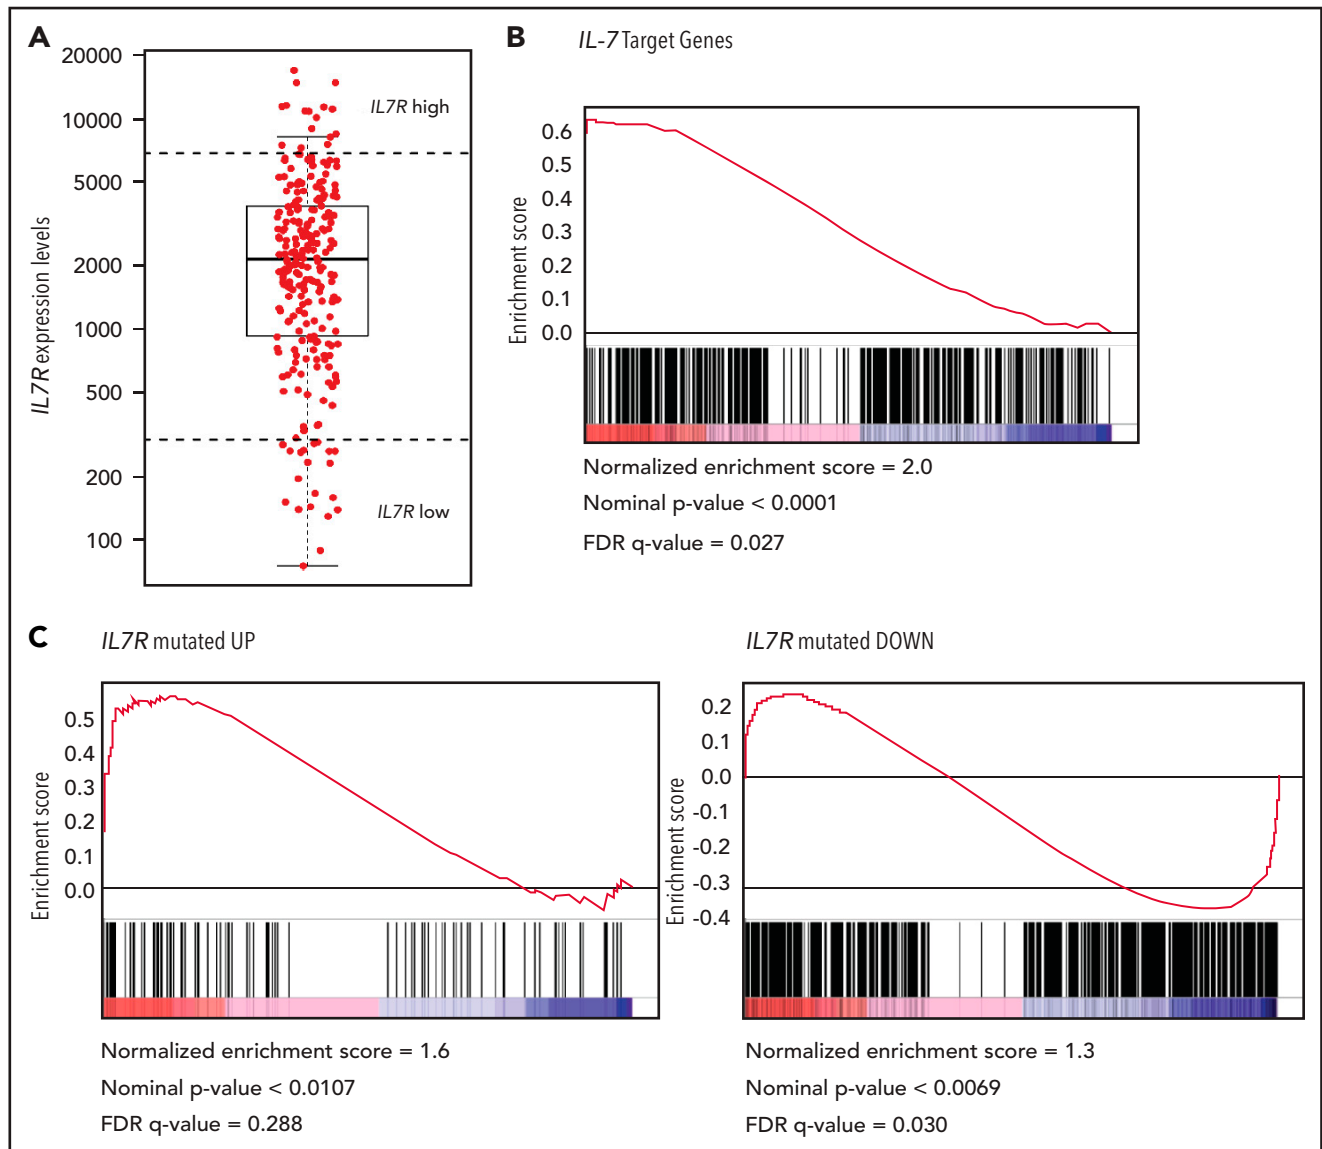 A
20000
10000
5000
2000
1000
500
200
100
IL7R expression levels
IL7R high
IL7R low
B
IL-7 Target Genes
0.6
0.5
0.4
0.3
0.2
0.1
0.0
Enrichment score
Normalized enrichment score = 2.0
Nominal p-value < 0.0001
FDR q-value = 0.027
C
IL7R mutated UP
0.5
0.4
0.3
0.2
0.1
0.0
Enrichment score
Normalized enrichment score = 1.6
Nominal p-value < 0.0107
FDR q-value = 0.288
IL7R mutated DOWN
0.2
0.1
0.0
-0.1
-0.2
-0.3
-0.4
Enrichment score
Normalized enrichment score = 1.3
Nominal p-value < 0.0069
FDR q-value = 0.030